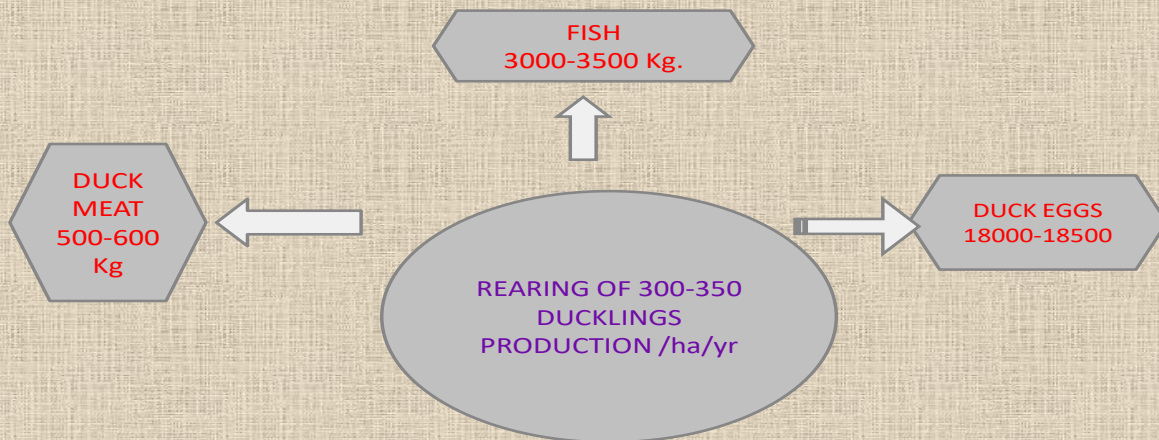 FISH
3000-3500 Kg.
DUCK
MEAT
500-600
Kg
DUCK EGGS
18000-18500
REARING OF 300-350
DUCKLINGS
PRODUCTION /ha/yr